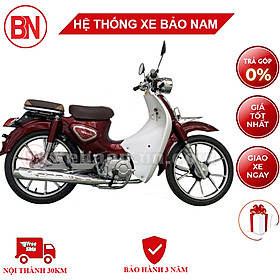 BN
HỆ THỐNG XE BẢO NAM
TRẢ GÓP
0%
GIÁ
TỐT
NHẤT
GIAO
XE
NGAY
NỘI THÀNH 30KM
BẢO HÀNH 3 NĂM